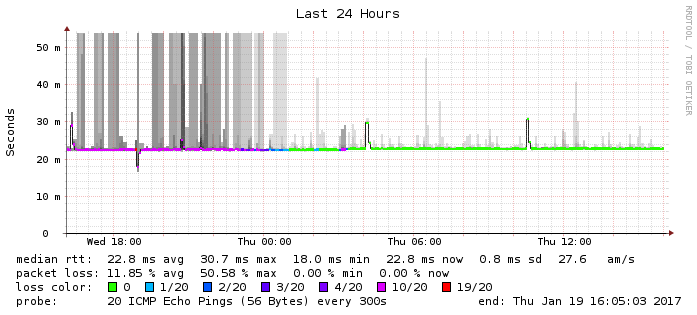 Last 24 Hours
RRDTOOL / TOBI OETIKER
Seconds
50 m
40 m
30 m
20 m
10 m
0
Wed 18:00 Thu 00:00 Thu 06:00 Thu 12:00
median rtt: 22.8 ms avg 30.7 ms max 18.0 ms min 22.8 ms now 0.8 ms sd 27.6 am/s
packet loss: 11.85 % avg 50.58 % max 0.00 % min 0.00 % now
loss color: 0 1/20 2/20 3/20 4/20 10/20 19/20
probe: 20 ICMP Echo Pings (56 Bytes) every 300s end: Thu Jan 19 16:05:03 2017